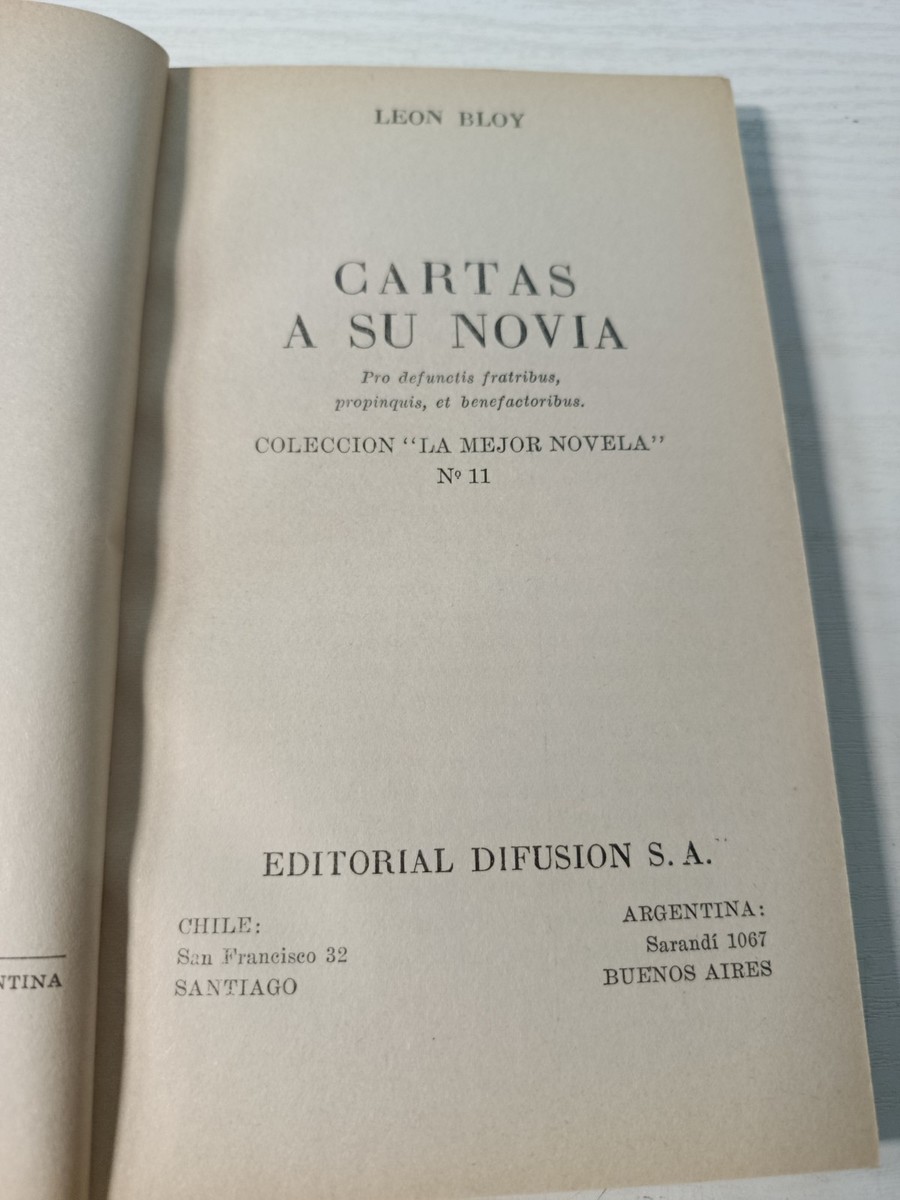 LEON BLOY
CARTAS
A SU NOVIA
Pro defunctis fratribus,
propinquis, et benefactoribus.
COLECCION “LA MEJOR NOVELA”
Nº 11
EDITORIAL DIFUSION S. A.
CHILE:
San Francisco 32
SANTIAGO
ARGENTINA:
Sarandí 1067
BUENOS AIRES
NTINA